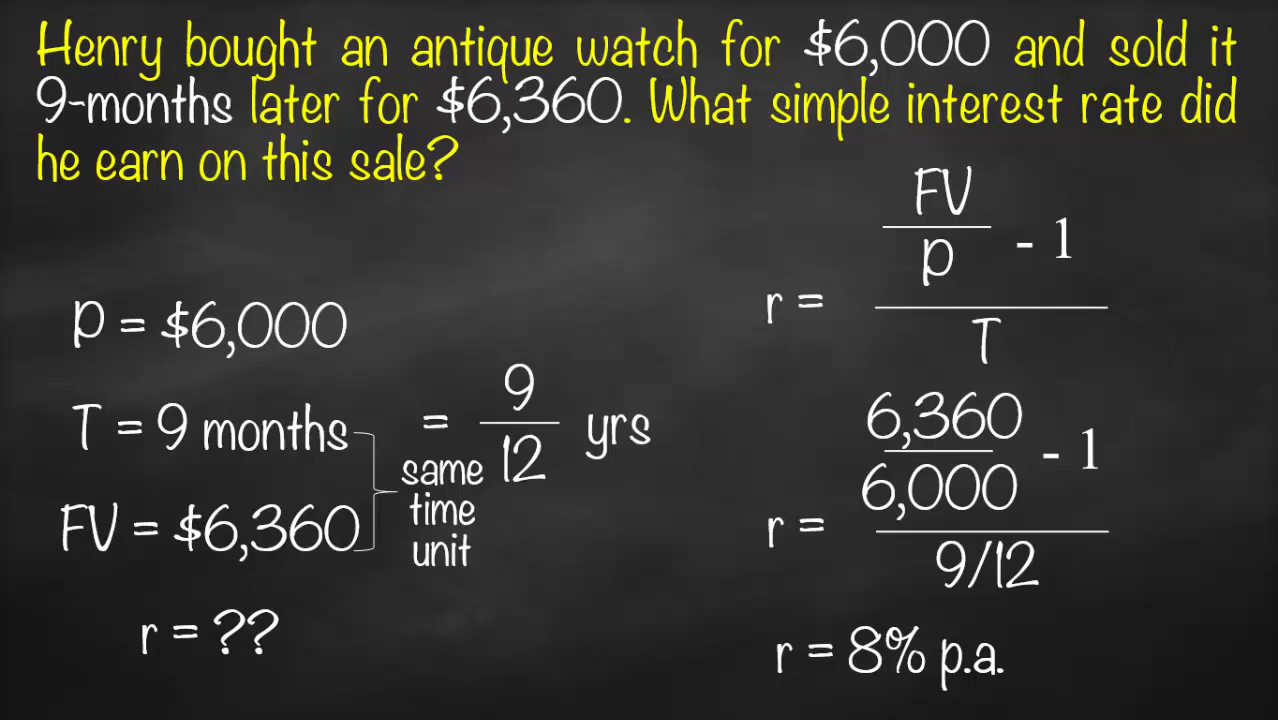 Henry bought an antique watch for $6,000 and sold it
9-months later for $6,360. What simple interest rate did
he earn on this sale?
P = $6,000
T = 9 months
= 9/12 yrs
same
time
unit
FV = $6,360
r = ??
r = (FV/P - 1) / T
r = (6,360/6,000 - 1) / (9/12)
r = 8% p.a.